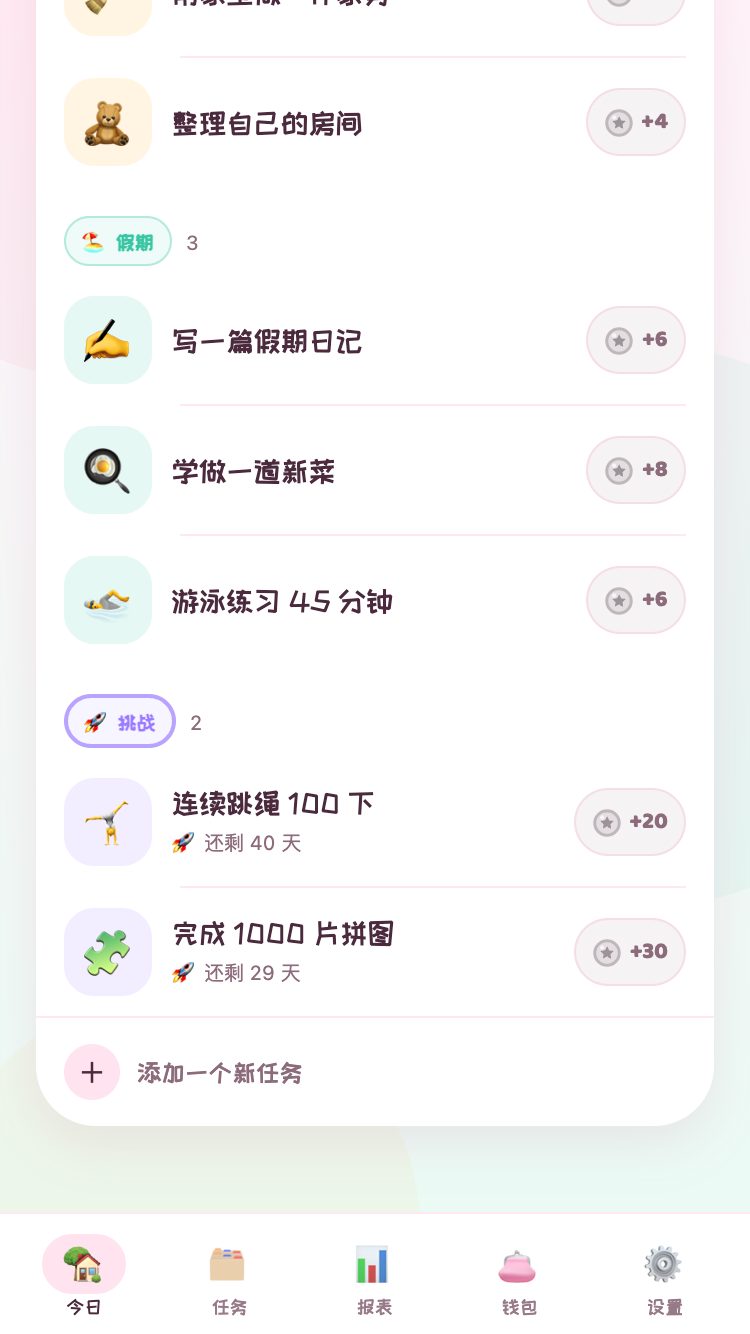 整理自己的房间
+4
假期
3
写一篇假期日记
+6
学做一道新菜
+8
游泳练习 45 分钟
+6
挑战
2
连续跳绳 100 下
+20
还剩 40 天
完成 1000 片拼图
+30
还剩 29 天
添加一个新任务
今日
任务
报表
钱包
设置